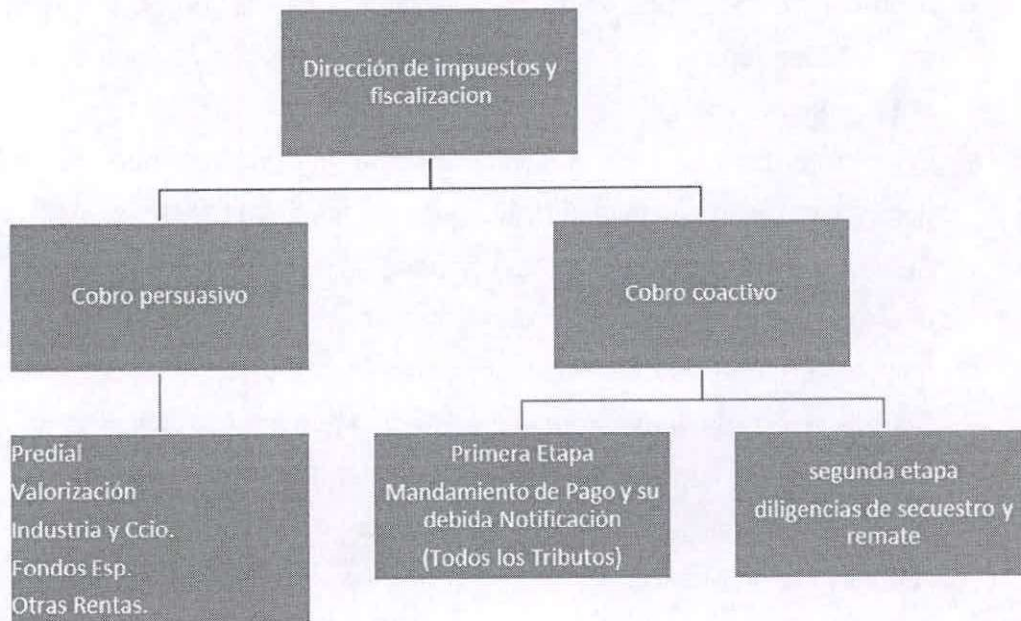 Dirección de impuestos y
fiscalizacion
Cobro persuasivo
Cobro coactivo
Predial
Valorización
Industria y Ccio.
Fondos Esp.
Otras Rentas.
Primera Etapa
Mandamiento de Pago y su
debida Notificación
(Todos los Tributos)
segunda etapa
diligencias de secuestro y
remate